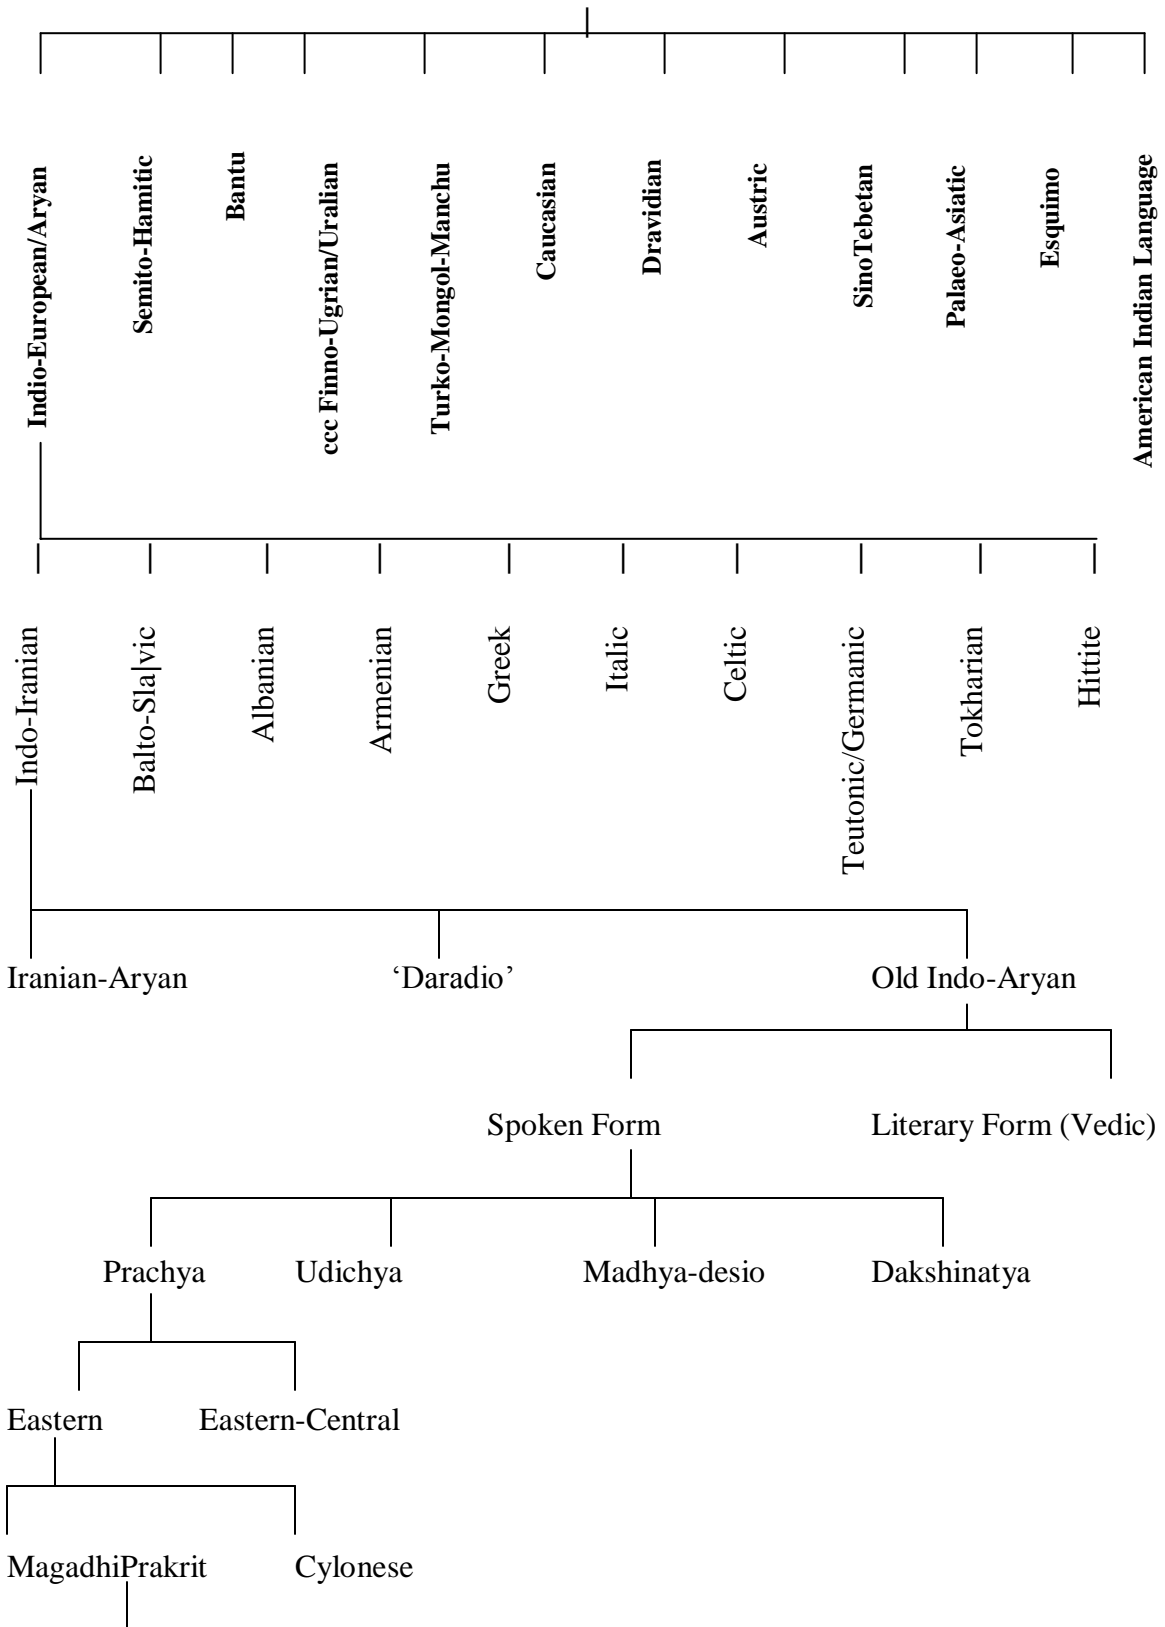 Indio-European/Aryan
Semito-Hamitic
Bantu
ccc Finno-Ugrian/Uralian
Turko-Mongol-Manchu
Caucasian
Dravidian
Austric
SinoTebetan
Palaeo-Asiatic
Esquimo
American Indian Language
Indo-Iranian
Balto-Sla|vic
Albanian
Armenian
Greek
Italic
Celtic
Teutonic/Germanic
Tokharian
Hittite
Iranian-Aryan ‘Daradio’ Old Indo-Aryan
Spoken Form Literary Form (Vedic)
Prachya Udichya Madhya-desio Dakshinatya
Eastern Eastern-Central
MagadhiPrakrit Cylonese